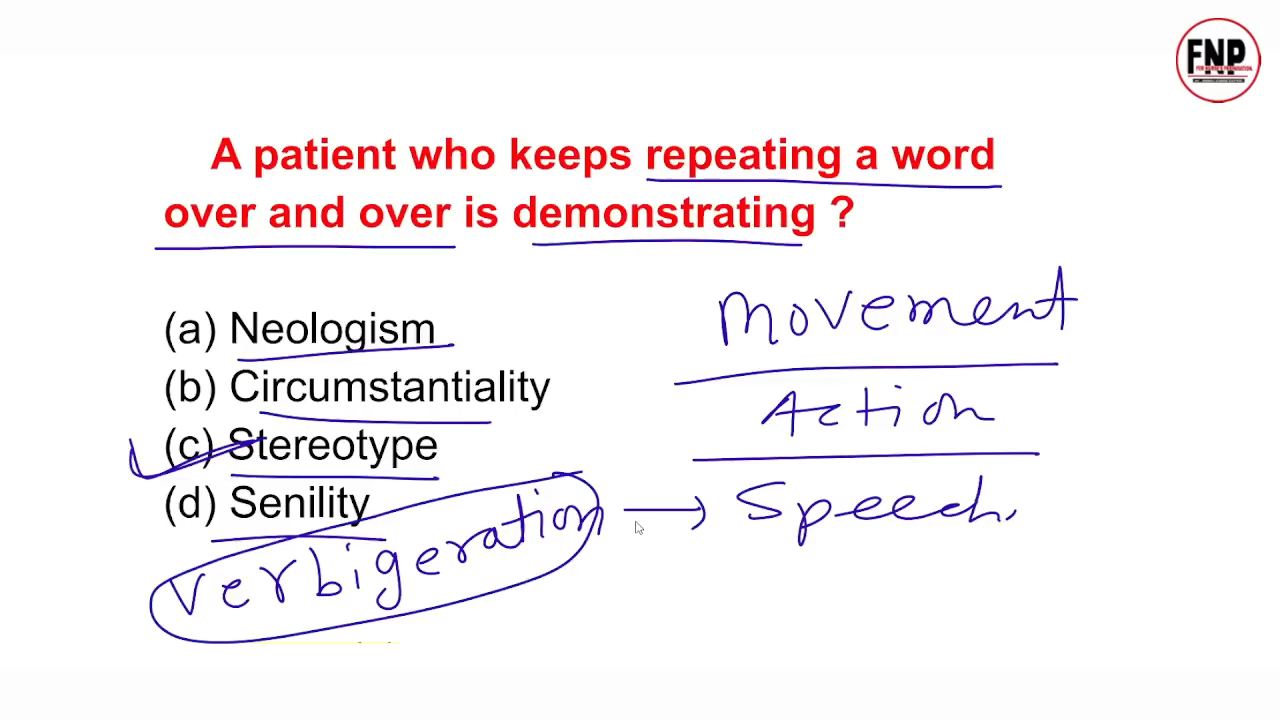 FNP
A patient who keeps repeating a word
over and over is demonstrating ?
(a) Neologism
(b) Circumstantiality
(c) Stereotype
(d) Senility
Movement
Action
Speech.
Verbigeration